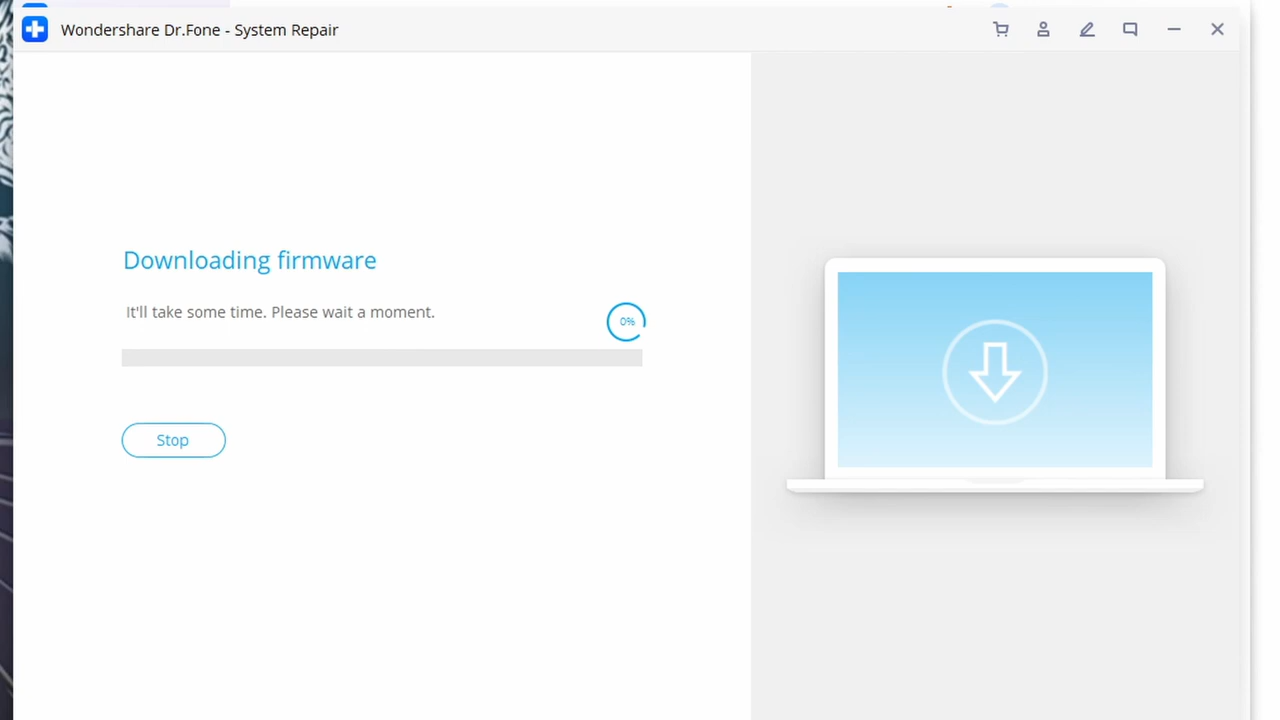 Wondershare Dr.Fone - System Repair
Downloading firmware
It'll take some time. Please wait a moment.
0%
Stop